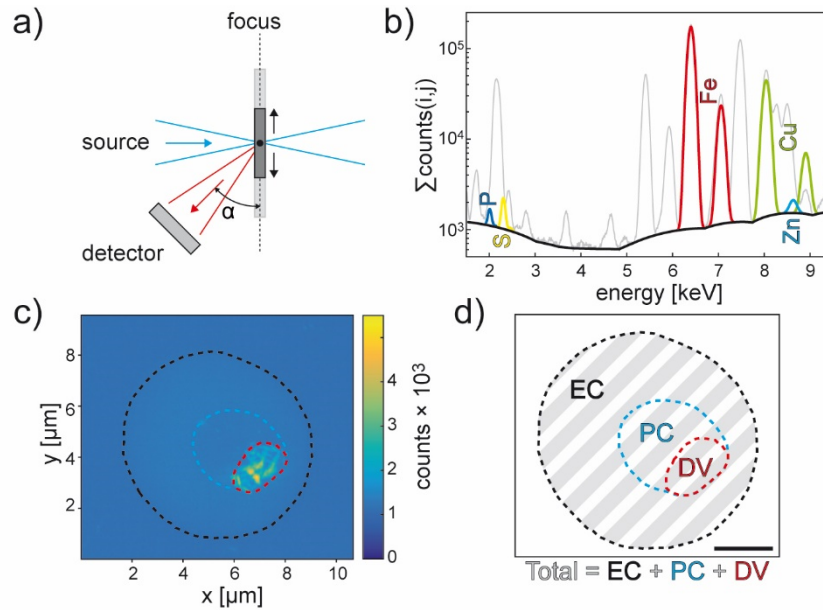 a)
focus
source
α
detector
b)
∑counts(i,j)
10⁵
10⁴
10³
P
S
Fe
Cu
Zn
2 3 4 5 6 7 8 9
energy [keV]
c)
y [µm]
8
6
4
2
2 4 6 8 10
x [µm]
5
4
3
2
1
0
counts × 10³
d)
EC
PC
DV
Total = EC + PC + DV